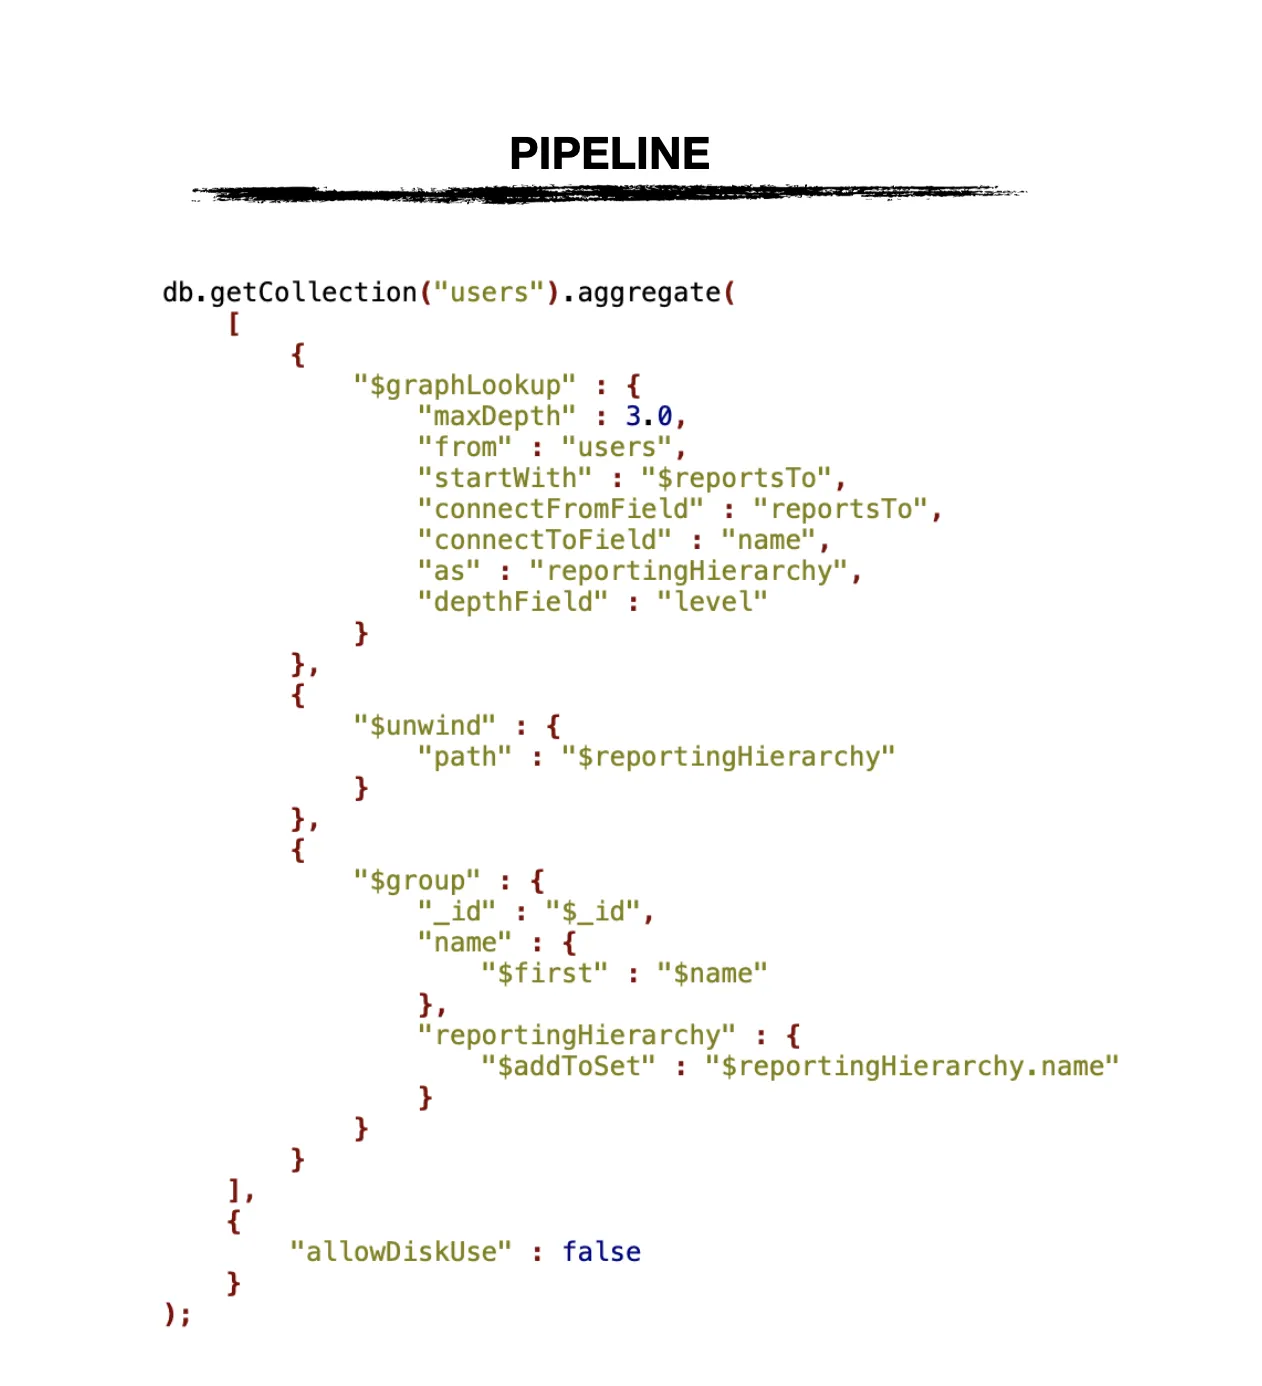 PIPELINE
db.getCollection("users").aggregate(
    [
        {
            "$graphLookup" : {
                "maxDepth" : 3.0,
                "from" : "users",
                "startWith" : "$reportsTo",
                "connectFromField" : "reportsTo",
                "connectToField" : "name",
                "as" : "reportingHierarchy",
                "depthField" : "level"
            }
        },
        {
            "$unwind" : {
                "path" : "$reportingHierarchy"
            }
        },
        {
            "$group" : {
                "_id" : "$_id",
                "name" : {
                    "$first" : "$name"
                },
                "reportingHierarchy" : {
                    "$addToSet" : "$reportingHierarchy.name"
                }
            }
        }
    ],
    {
        "allowDiskUse" : false
    }
);